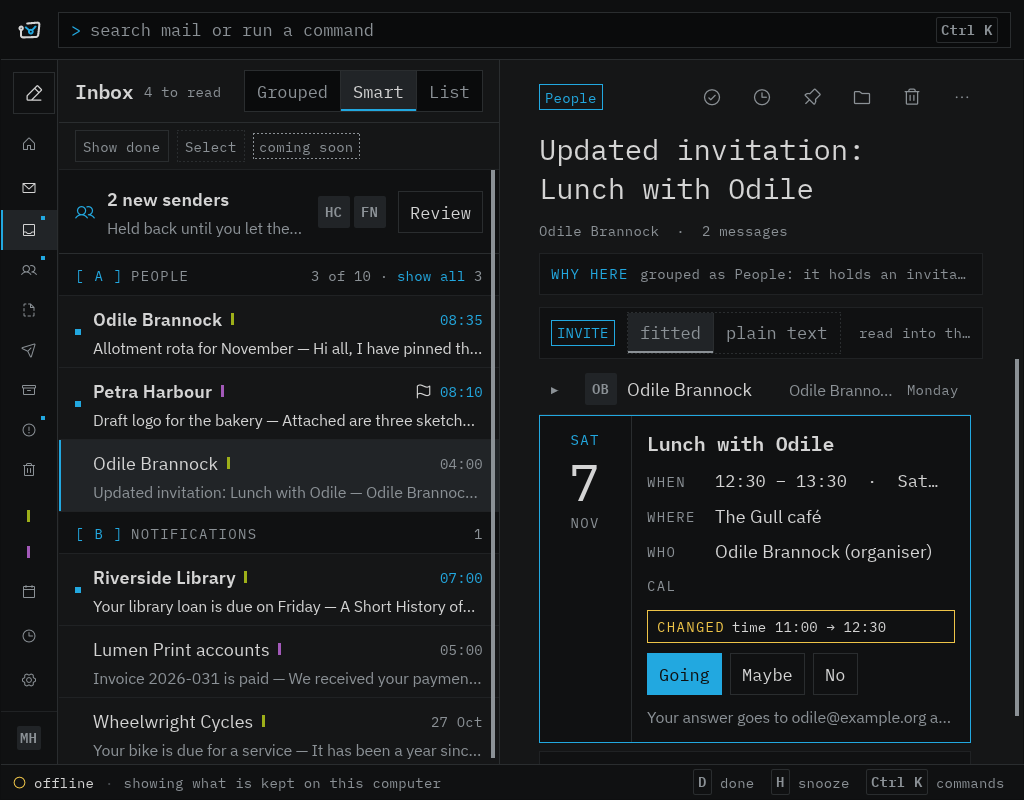 > search mail or run a command Ctrl K
Inbox 4 to read Grouped Smart List
Show done Select coming soon
2 new senders
Held back until you let the... HC FN Review
[ A ] PEOPLE 3 of 10 · show all 3
Odile Brannock 08:35
Allotment rota for November — Hi all, I have pinned th...
Petra Harbour 08:10
Draft logo for the bakery — Attached are three sketch...
Odile Brannock 04:00
Updated invitation: Lunch with Odile — Odile Brannoc...
[ B ] NOTIFICATIONS 1
Riverside Library 07:00
Your library loan is due on Friday — A Short History of...
Lumen Print accounts 05:00
Invoice 2026-031 is paid — We received your paymen...
Wheelwright Cycles 27 Oct
Your bike is due for a service — It has been a year sinc...
MH
People ...
Updated invitation:
Lunch with Odile
Odile Brannock · 2 messages
WHY HERE grouped as People: it holds an invita…
INVITE fitted plain text read into th…
▸ OB Odile Brannock Odile Branno... Monday
SAT
7
NOV
Lunch with Odile
WHEN 12:30 – 13:30 · Sat…
WHERE The Gull café
WHO Odile Brannock (organiser)
CAL
CHANGED time 11:00 → 12:30
Going Maybe No
Your answer goes to odile@example.org a...
offline · showing what is kept on this computer D done H snooze Ctrl K commands